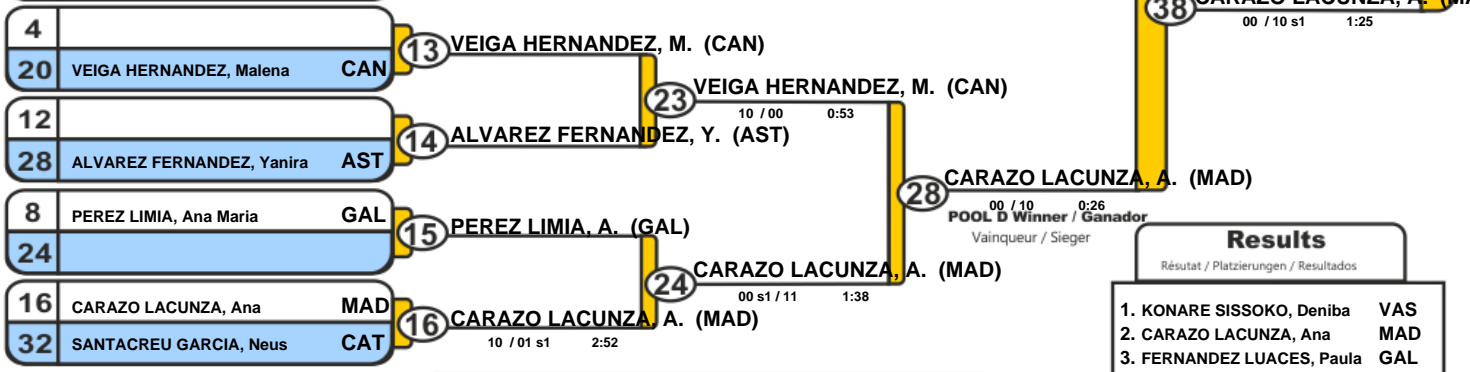 38 CARAZO LACUNZA, A. (MA
00 / 10 s1 1:25
4
20 VEIGA HERNANDEZ, Malena CAN
13 VEIGA HERNANDEZ, M. (CAN)
23 VEIGA HERNANDEZ, M. (CAN)
10 / 00 0:53
12
28 ALVAREZ FERNANDEZ, Yanira AST
14 ALVAREZ FERNANDEZ, Y. (AST)
28 CARAZO LACUNZA, A. (MAD)
00 / 10 0:26
POOL D Winner / Ganador
Vainqueur / Sieger
8 PEREZ LIMIA, Ana Maria GAL
24
15 PEREZ LIMIA, A. (GAL)
24 CARAZO LACUNZA, A. (MAD)
00 s1 / 11 1:38
16 CARAZO LACUNZA, Ana MAD
32 SANTACREU GARCIA, Neus CAT
16 CARAZO LACUNZA, A. (MAD)
10 / 01 s1 2:52
Results
Résutat / Platzierungen / Resultados
1. KONARE SISSOKO, Deniba VAS
2. CARAZO LACUNZA, Ana MAD
3. FERNANDEZ LUACES, Paula GAL